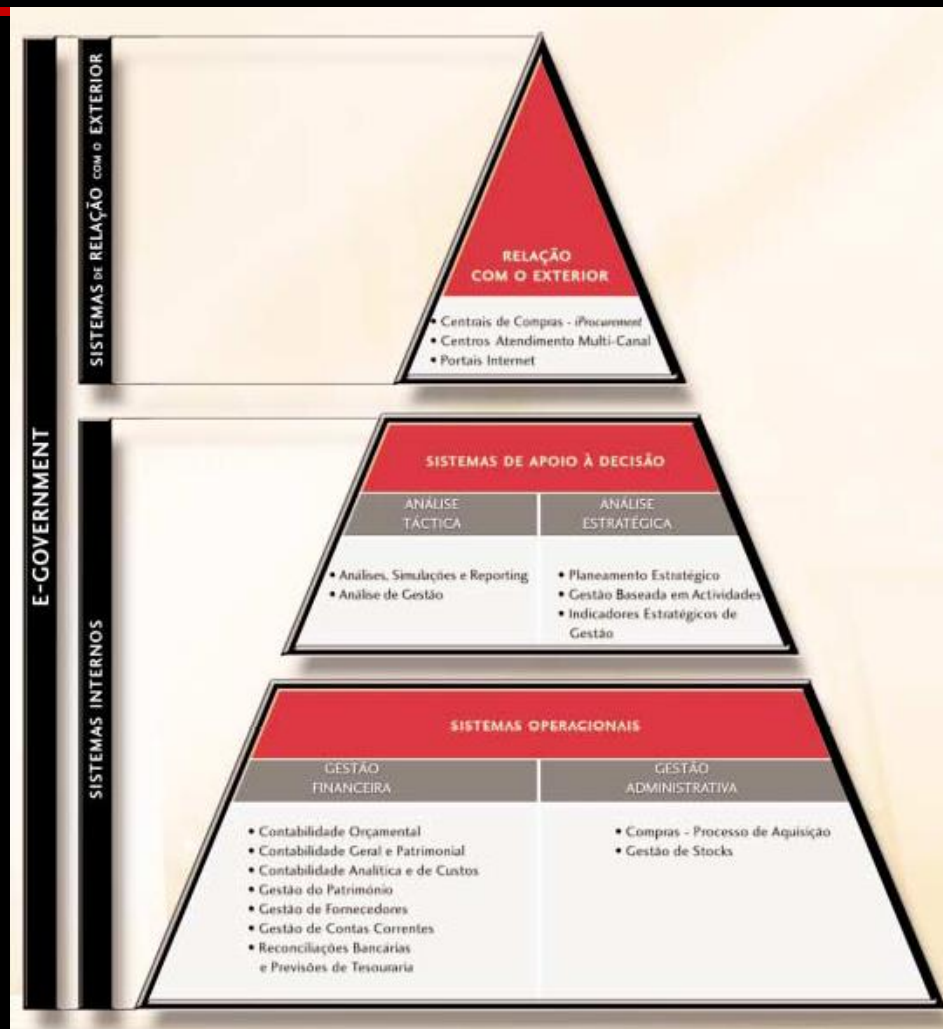 E-GOVERNMENT
SISTEMAS DE RELAÇÃO COM O EXTERIOR
RELAÇÃO
COM O EXTERIOR
• Centrais de Compras - iProcurement
• Centros Atendimento Multi-Canal
• Portais Internet
SISTEMAS INTERNOS
SISTEMAS DE APOIO À DECISÃO
ANÁLISE
TÁCTICA
• Análises, Simulações e Reporting
• Análise de Gestão
ANÁLISE
ESTRATÉGICA
• Planeamento Estratégico
• Gestão Baseada em Actividades
• Indicadores Estratégicos de
Gestão
SISTEMAS OPERACIONAIS
GESTÃO
FINANCEIRA
• Contabilidade Orçamental
• Contabilidade Geral e Patrimonial
• Contabilidade Analítica e de Custos
• Gestão do Património
• Gestão de Fornecedores
• Gestão de Contas Correntes
• Reconciliações Bancárias
e Previsões de Tesouraria
GESTÃO
ADMINISTRATIVA
• Compras - Processo de Aquisição
• Gestão de Stocks